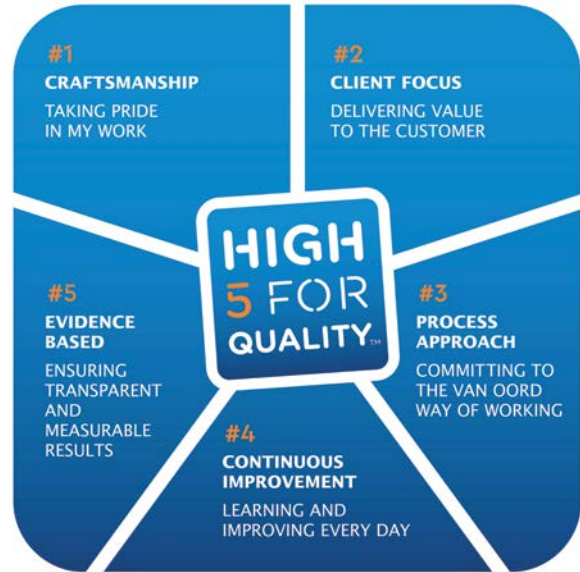 #1
CRAFTSMANSHIP
TAKING PRIDE
IN MY WORK
#2
CLIENT FOCUS
DELIVERING VALUE
TO THE CUSTOMER
HIGH
5 FOR
QUALITY™
#3
PROCESS
APPROACH
COMMITTING TO
THE VAN OORD
WAY OF WORKING
#4
CONTINUOUS
IMPROVEMENT
LEARNING AND
IMPROVING EVERY DAY
#5
EVIDENCE
BASED
ENSURING
TRANSPARENT
AND
MEASURABLE
RESULTS